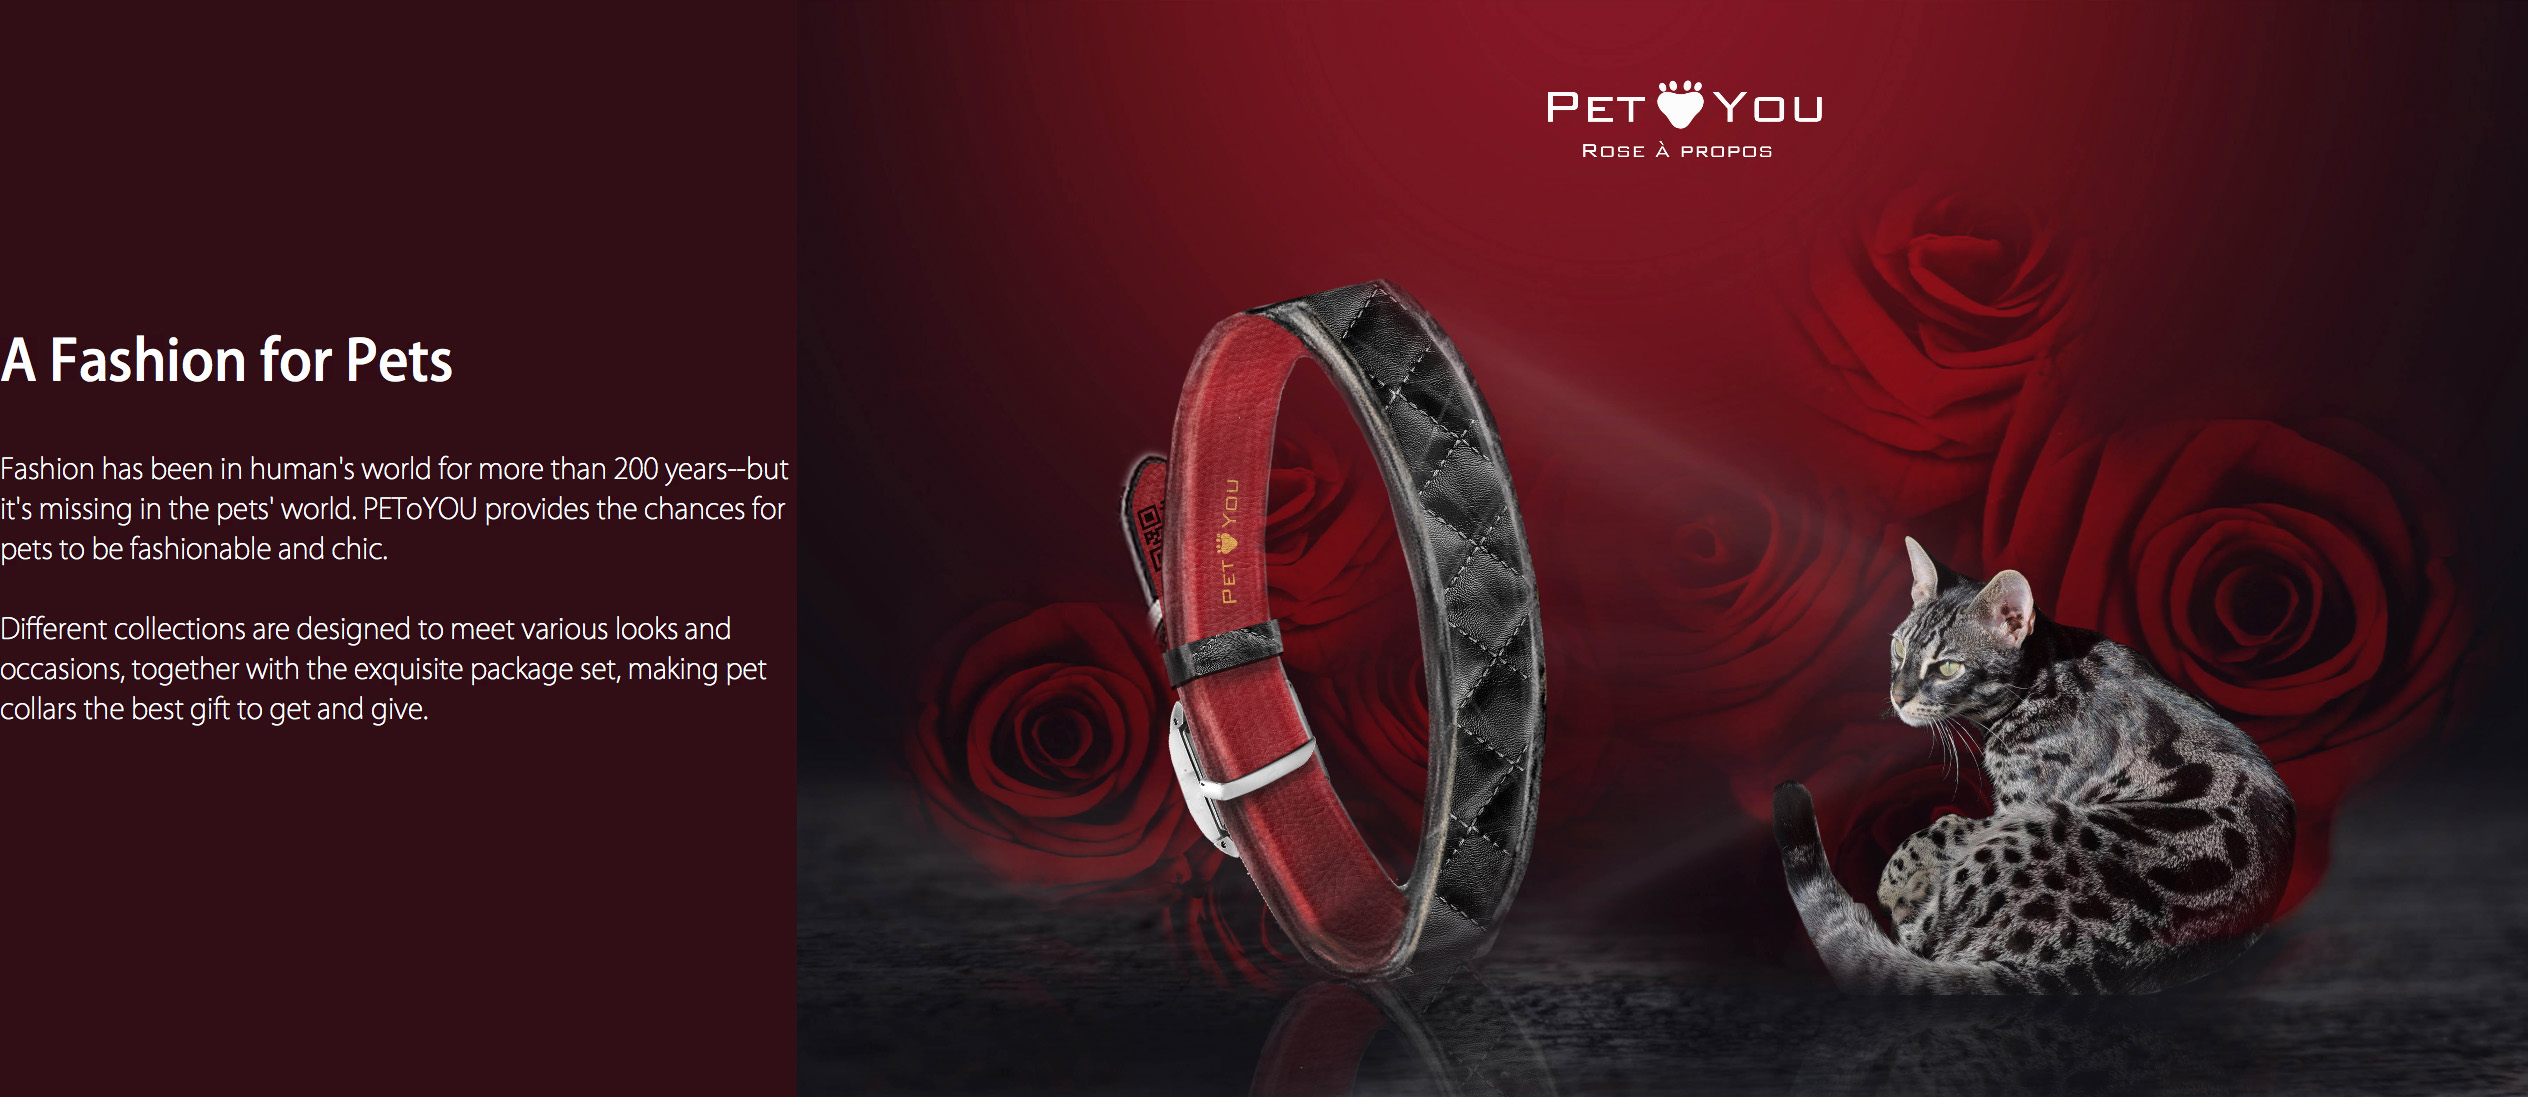 PET YOU
ROSE À PROPOS
A Fashion for Pets
Fashion has been in human's world for more than 200 years--but
it's missing in the pets' world. PEToYOU provides the chances for
pets to be fashionable and chic.
Different collections are designed to meet various looks and
occasions, together with the exquisite package set, making pet
collars the best gift to get and give.
PET YOU